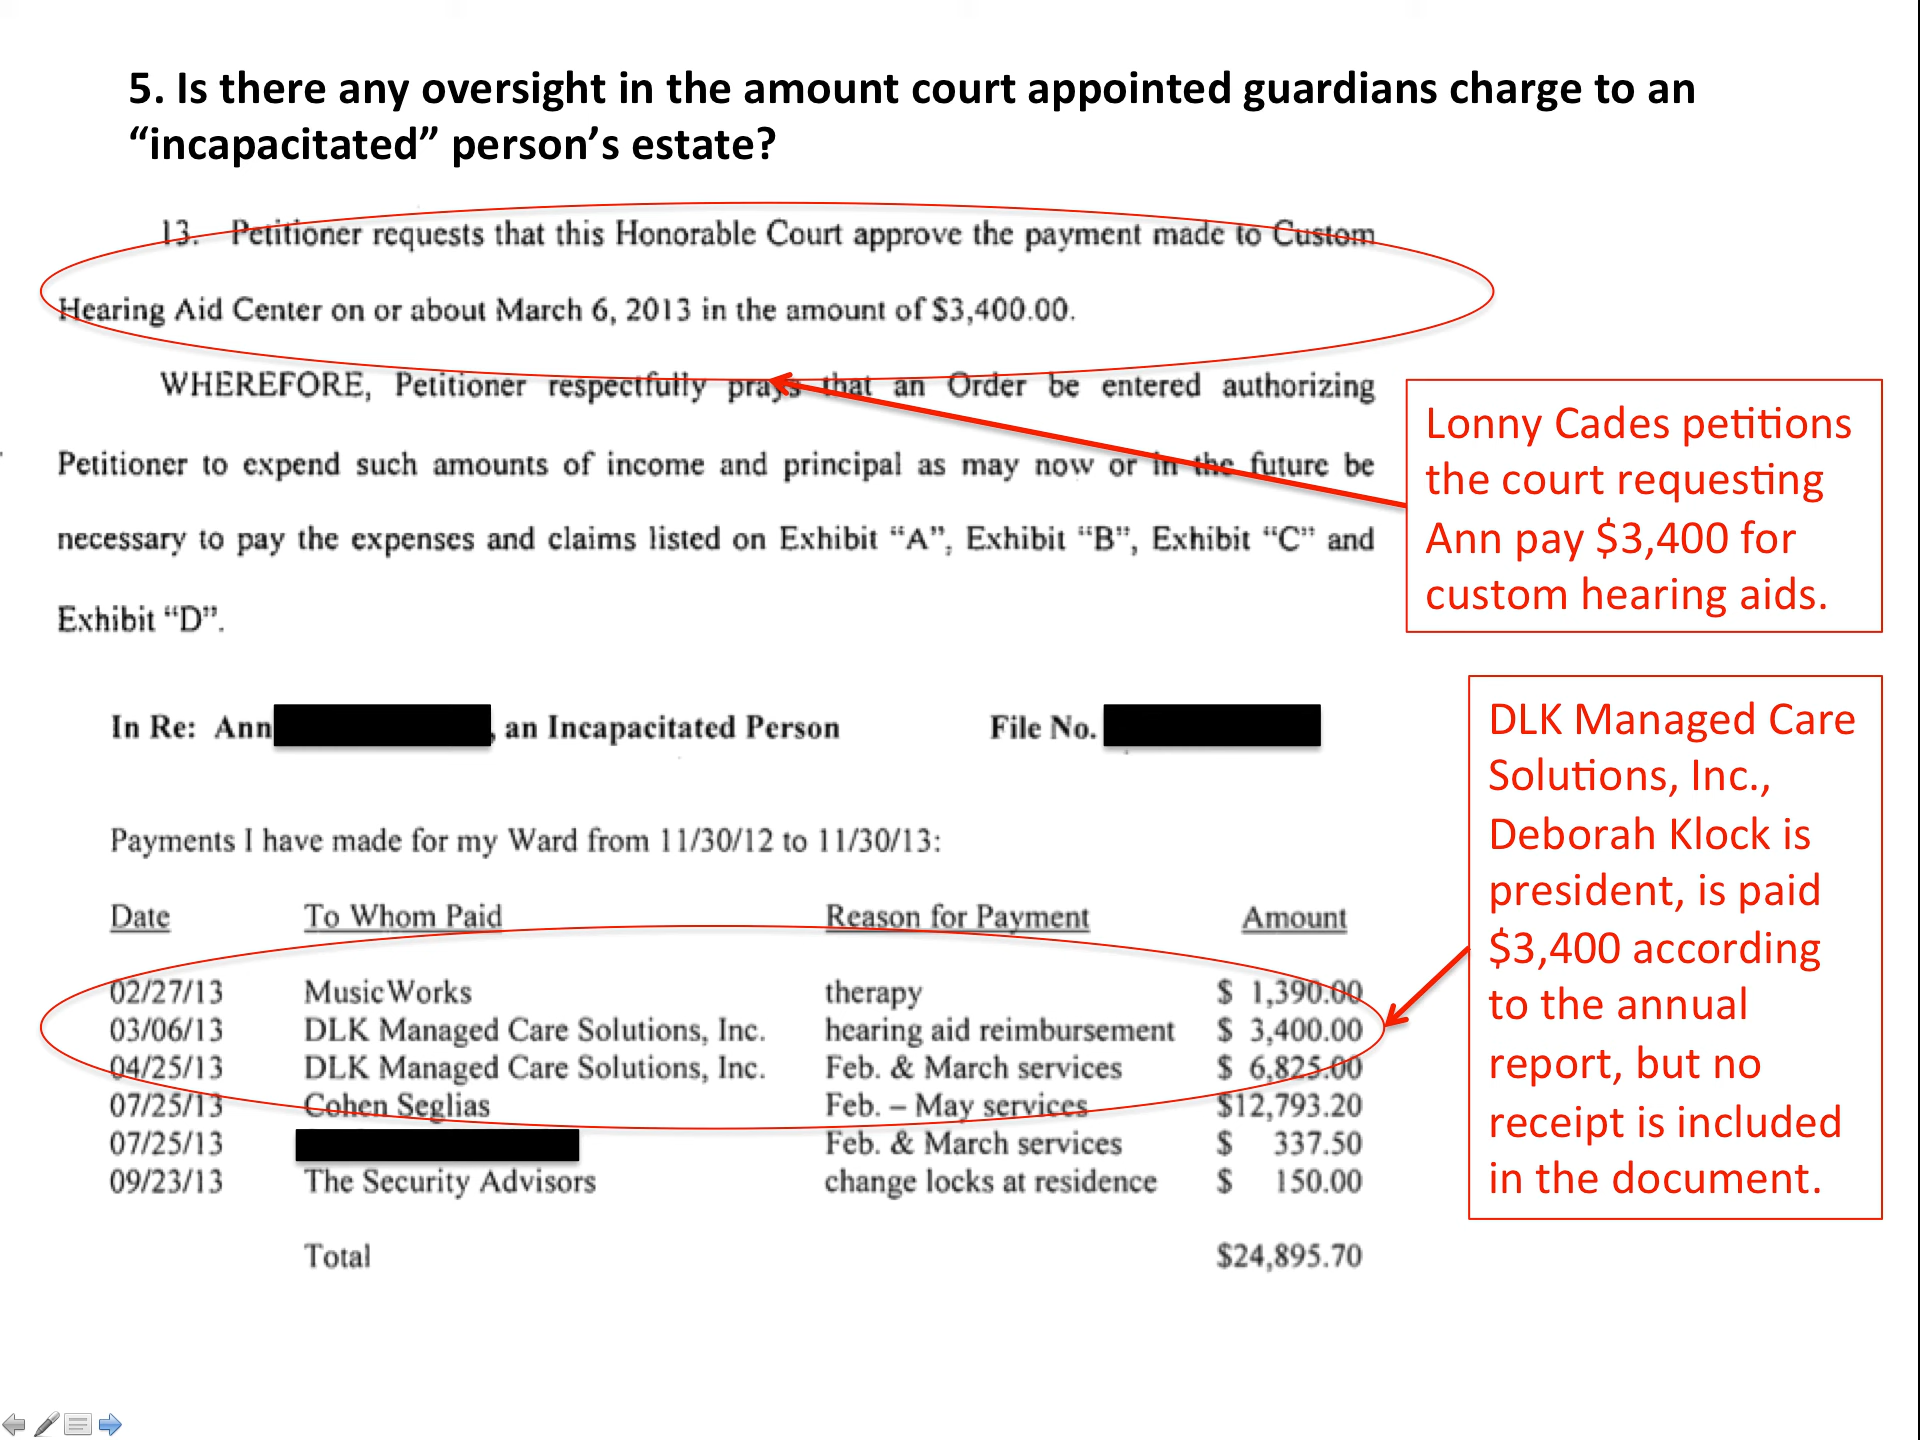 5. Is there any oversight in the amount court appointed guardians charge to an
“incapacitated” person’s estate?
13. Petitioner requests that this Honorable Court approve the payment made to Custom
Hearing Aid Center on or about March 6, 2013 in the amount of $3,400.00.
WHEREFORE, Petitioner respectfully prays that an Order be entered authorizing
Petitioner to expend such amounts of income and principal as may now or in the future be
necessary to pay the expenses and claims listed on Exhibit “A”, Exhibit “B”, Exhibit “C” and
Exhibit “D”.
Lonny Cades petitions
the court requesting
Ann pay $3,400 for
custom hearing aids.
In Re: Ann , an Incapacitated Person File No.
Payments I have made for my Ward from 11/30/12 to 11/30/13:
Date To Whom Paid Reason for Payment Amount
02/27/13 MusicWorks therapy $ 1,390.00
03/06/13 DLK Managed Care Solutions, Inc. hearing aid reimbursement $ 3,400.00
04/25/13 DLK Managed Care Solutions, Inc. Feb. & March services $ 6,825.00
07/25/13 Cohen Seglias Feb. – May services $12,793.20
07/25/13 Feb. & March services $ 337.50
09/23/13 The Security Advisors change locks at residence $ 150.00
Total $24,895.70
DLK Managed Care
Solutions, Inc.,
Deborah Klock is
president, is paid
$3,400 according
to the annual
report, but no
receipt is included
in the document.